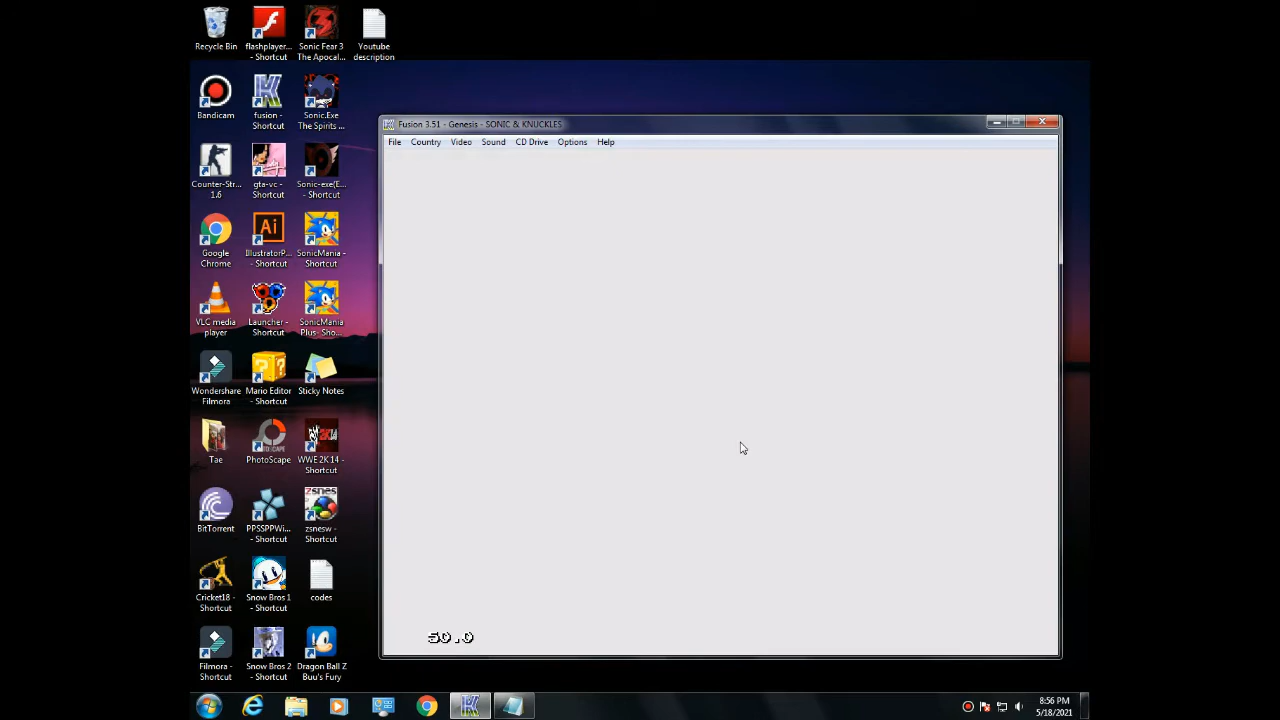 Recycle Bin
flashplayer... - Shortcut
Sonic Fear 3 The Apocal...
Youtube description
Bandicam
fusion - Shortcut
Sonic.Exe The Spirits ...
Counter-Str... 1.6
gta-vc - Shortcut
Sonic-exe(E... - Shortcut
Google Chrome
IllustratorP... - Shortcut
SonicMania - Shortcut
VLC media player
Launcher - Shortcut
SonicMania Plus- Sho...
Wondershare Filmora
Mario Editor - Shortcut
Sticky Notes
Tae
PhotoScape
WWE 2K14 - Shortcut
BitTorrent
PPSSPPWi... - Shortcut
zsnesw - Shortcut
Cricket18 - Shortcut
Snow Bros 1 - Shortcut
codes
Filmora - Shortcut
Snow Bros 2 - Shortcut
Dragon Ball Z Buu's Fury
Fusion 3.51 - Genesis - SONIC & KNUCKLES
File Country Video Sound CD Drive Options Help
50.0
8:56 PM
5/18/2021